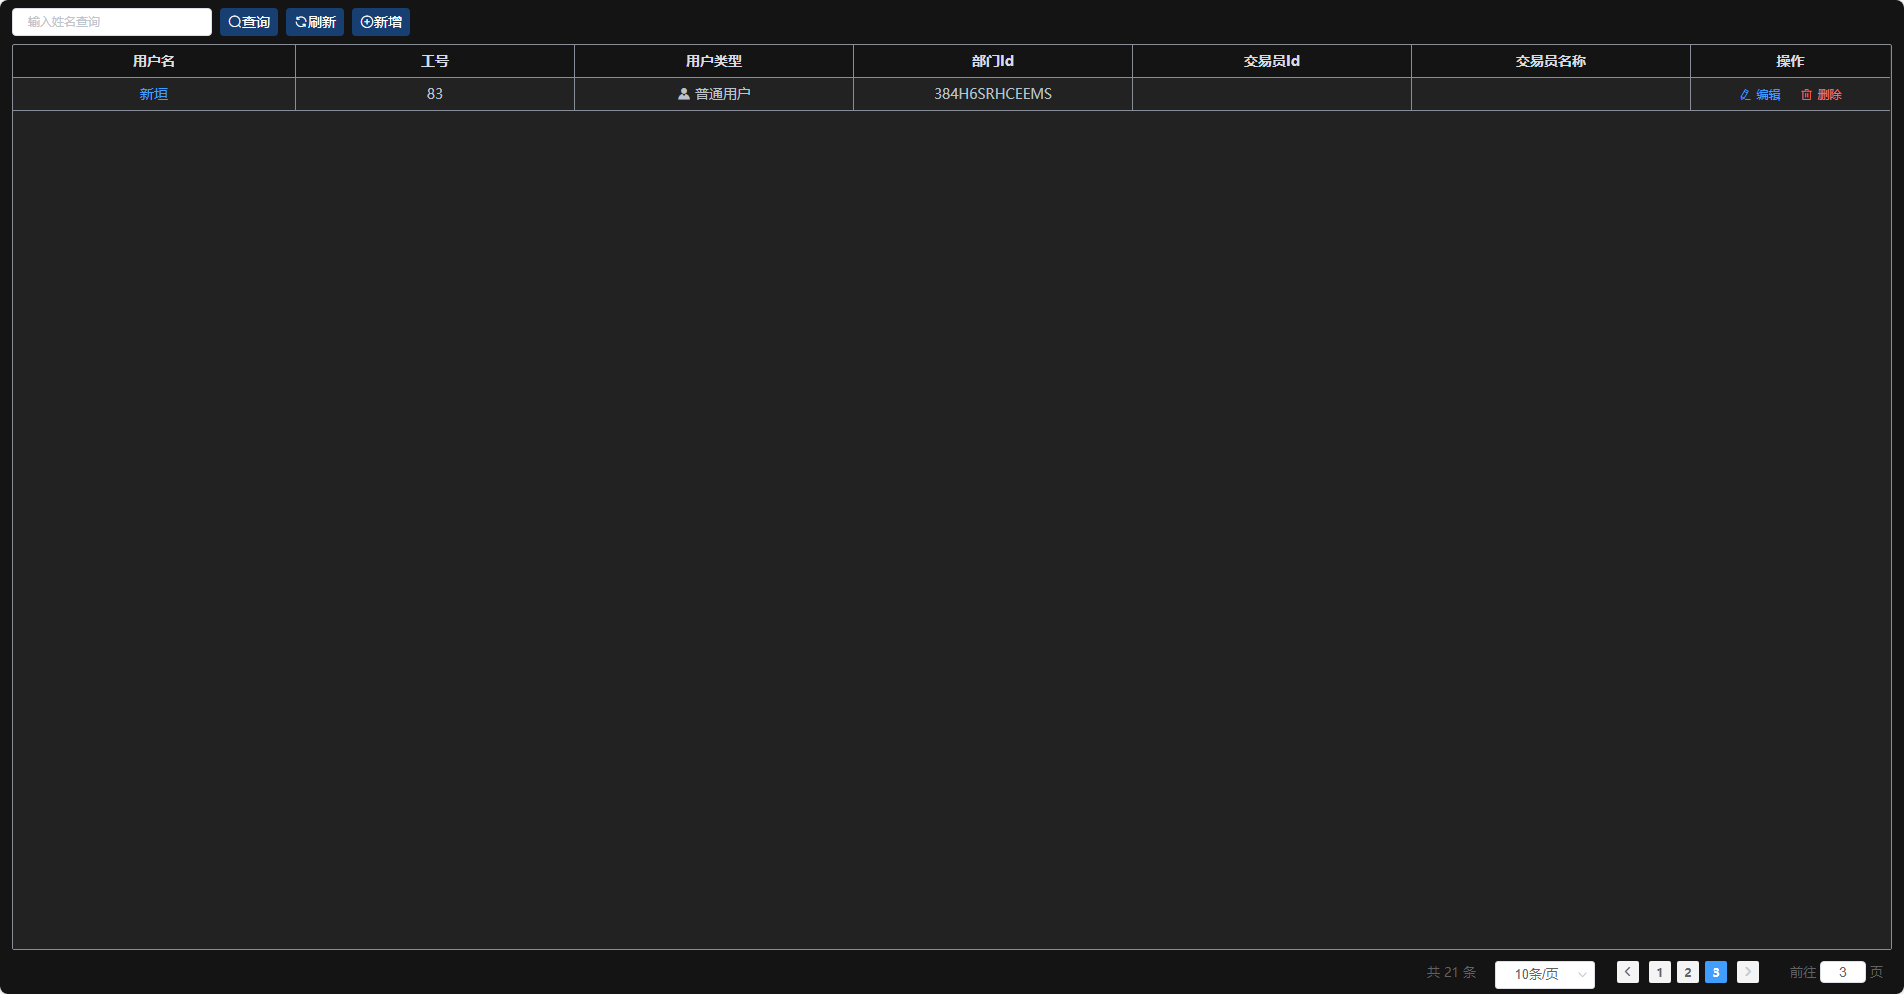 输入姓名查询 查询 刷新 新增
用户名 工号 用户类型 部门Id 交易员Id 交易员名称 操作
新垣 83 普通用户 384H6SRHCEEMS 编辑 删除
共 21 条 10条/页 1 2 3 前往 3 页